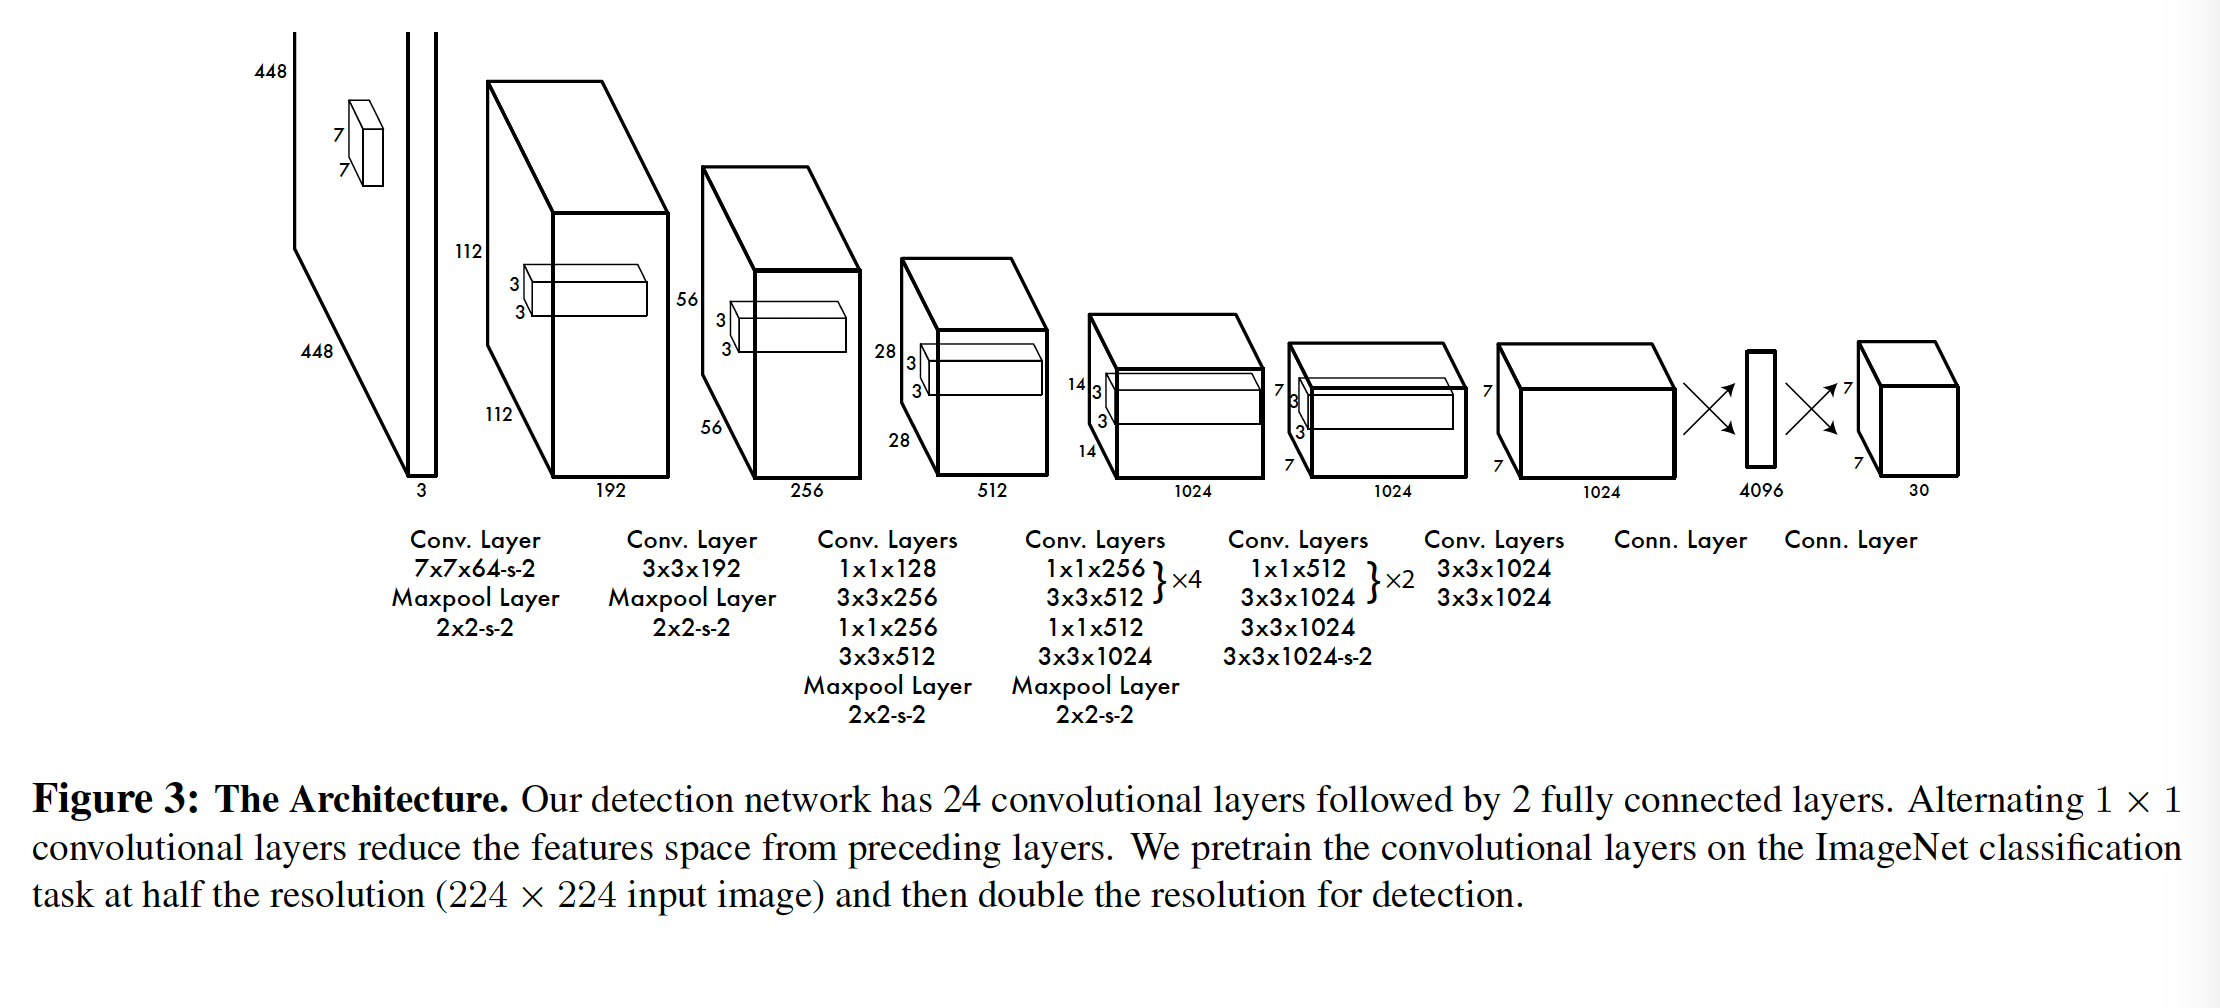 448
7
7
448
3
112
3
3
112
192
56
3
3
56
256
28
3
3
28
512
14
3
3
14
1024
7
3
3
7
1024
7
7
1024
4096
7
7
30
Conv. Layer
7x7x64-s-2
Maxpool Layer
2x2-s-2
Conv. Layer
3x3x192
Maxpool Layer
2x2-s-2
Conv. Layers
1x1x128
3x3x256
1x1x256
3x3x512
Maxpool Layer
2x2-s-2
Conv. Layers
1x1x256
3x3x512
} ×4
1x1x512
3x3x1024
Maxpool Layer
2x2-s-2
Conv. Layers
1x1x512
3x3x1024
} ×2
3x3x1024
3x3x1024-s-2
Conv. Layers
3x3x1024
3x3x1024
Conn. Layer
Conn. Layer
Figure 3: The Architecture. Our detection network has 24 convolutional layers followed by 2 fully connected layers. Alternating 1 × 1
convolutional layers reduce the features space from preceding layers. We pretrain the convolutional layers on the ImageNet classification
task at half the resolution (224 × 224 input image) and then double the resolution for detection.